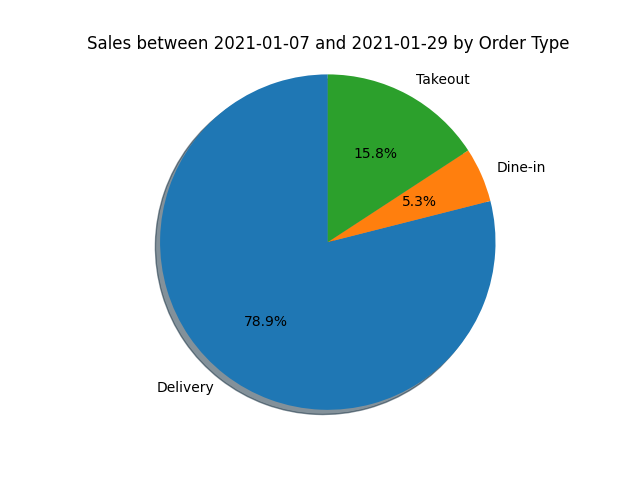 Sales between 2021-01-07 and 2021-01-29 by Order Type
Takeout
15.8%
Dine-in
5.3%
78.9%
Delivery